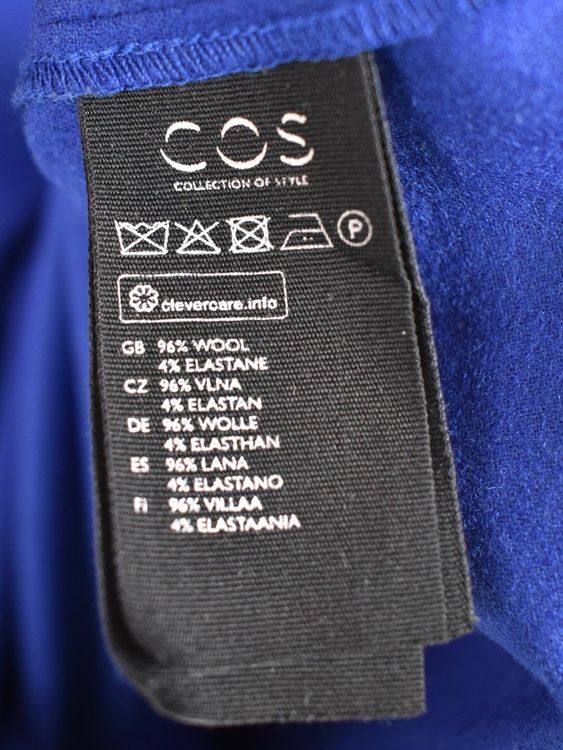 COS
COLLECTION OF STYLE
P
clevercare.info
GB 96% WOOL
4% ELASTANE
CZ 96% VLNA
4% ELASTAN
DE 96% WOLLE
4% ELASTHAN
ES 96% LANA
4% ELASTANO
FI 96% VILLAA
4% ELASTAANIA